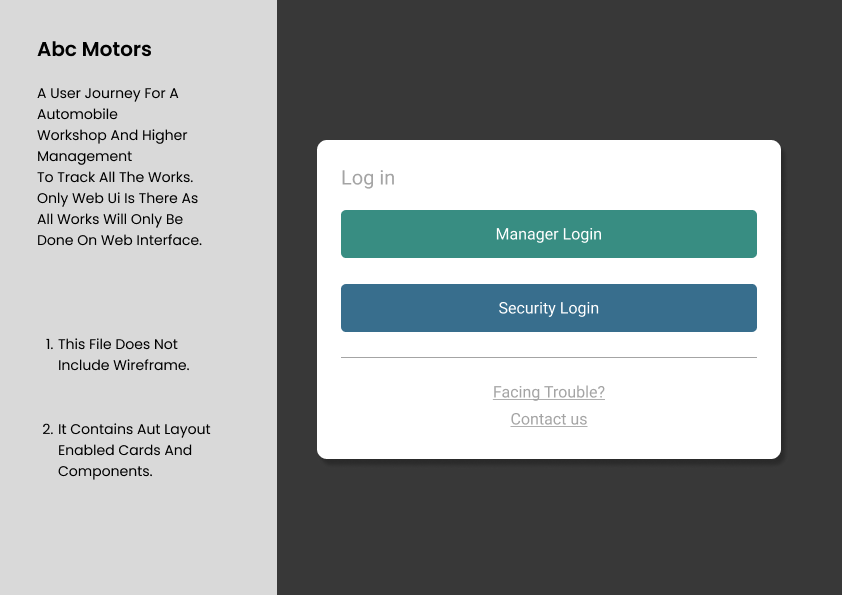 Abc Motors
A User Journey For A
Automobile
Workshop And Higher
Management
To Track All The Works.
Only Web Ui Is There As
All Works Will Only Be
Done On Web Interface.
1. This File Does Not
Include Wireframe.
2. It Contains Aut Layout
Enabled Cards And
Components.
Log in
Manager Login
Security Login
Facing Trouble?
Contact us